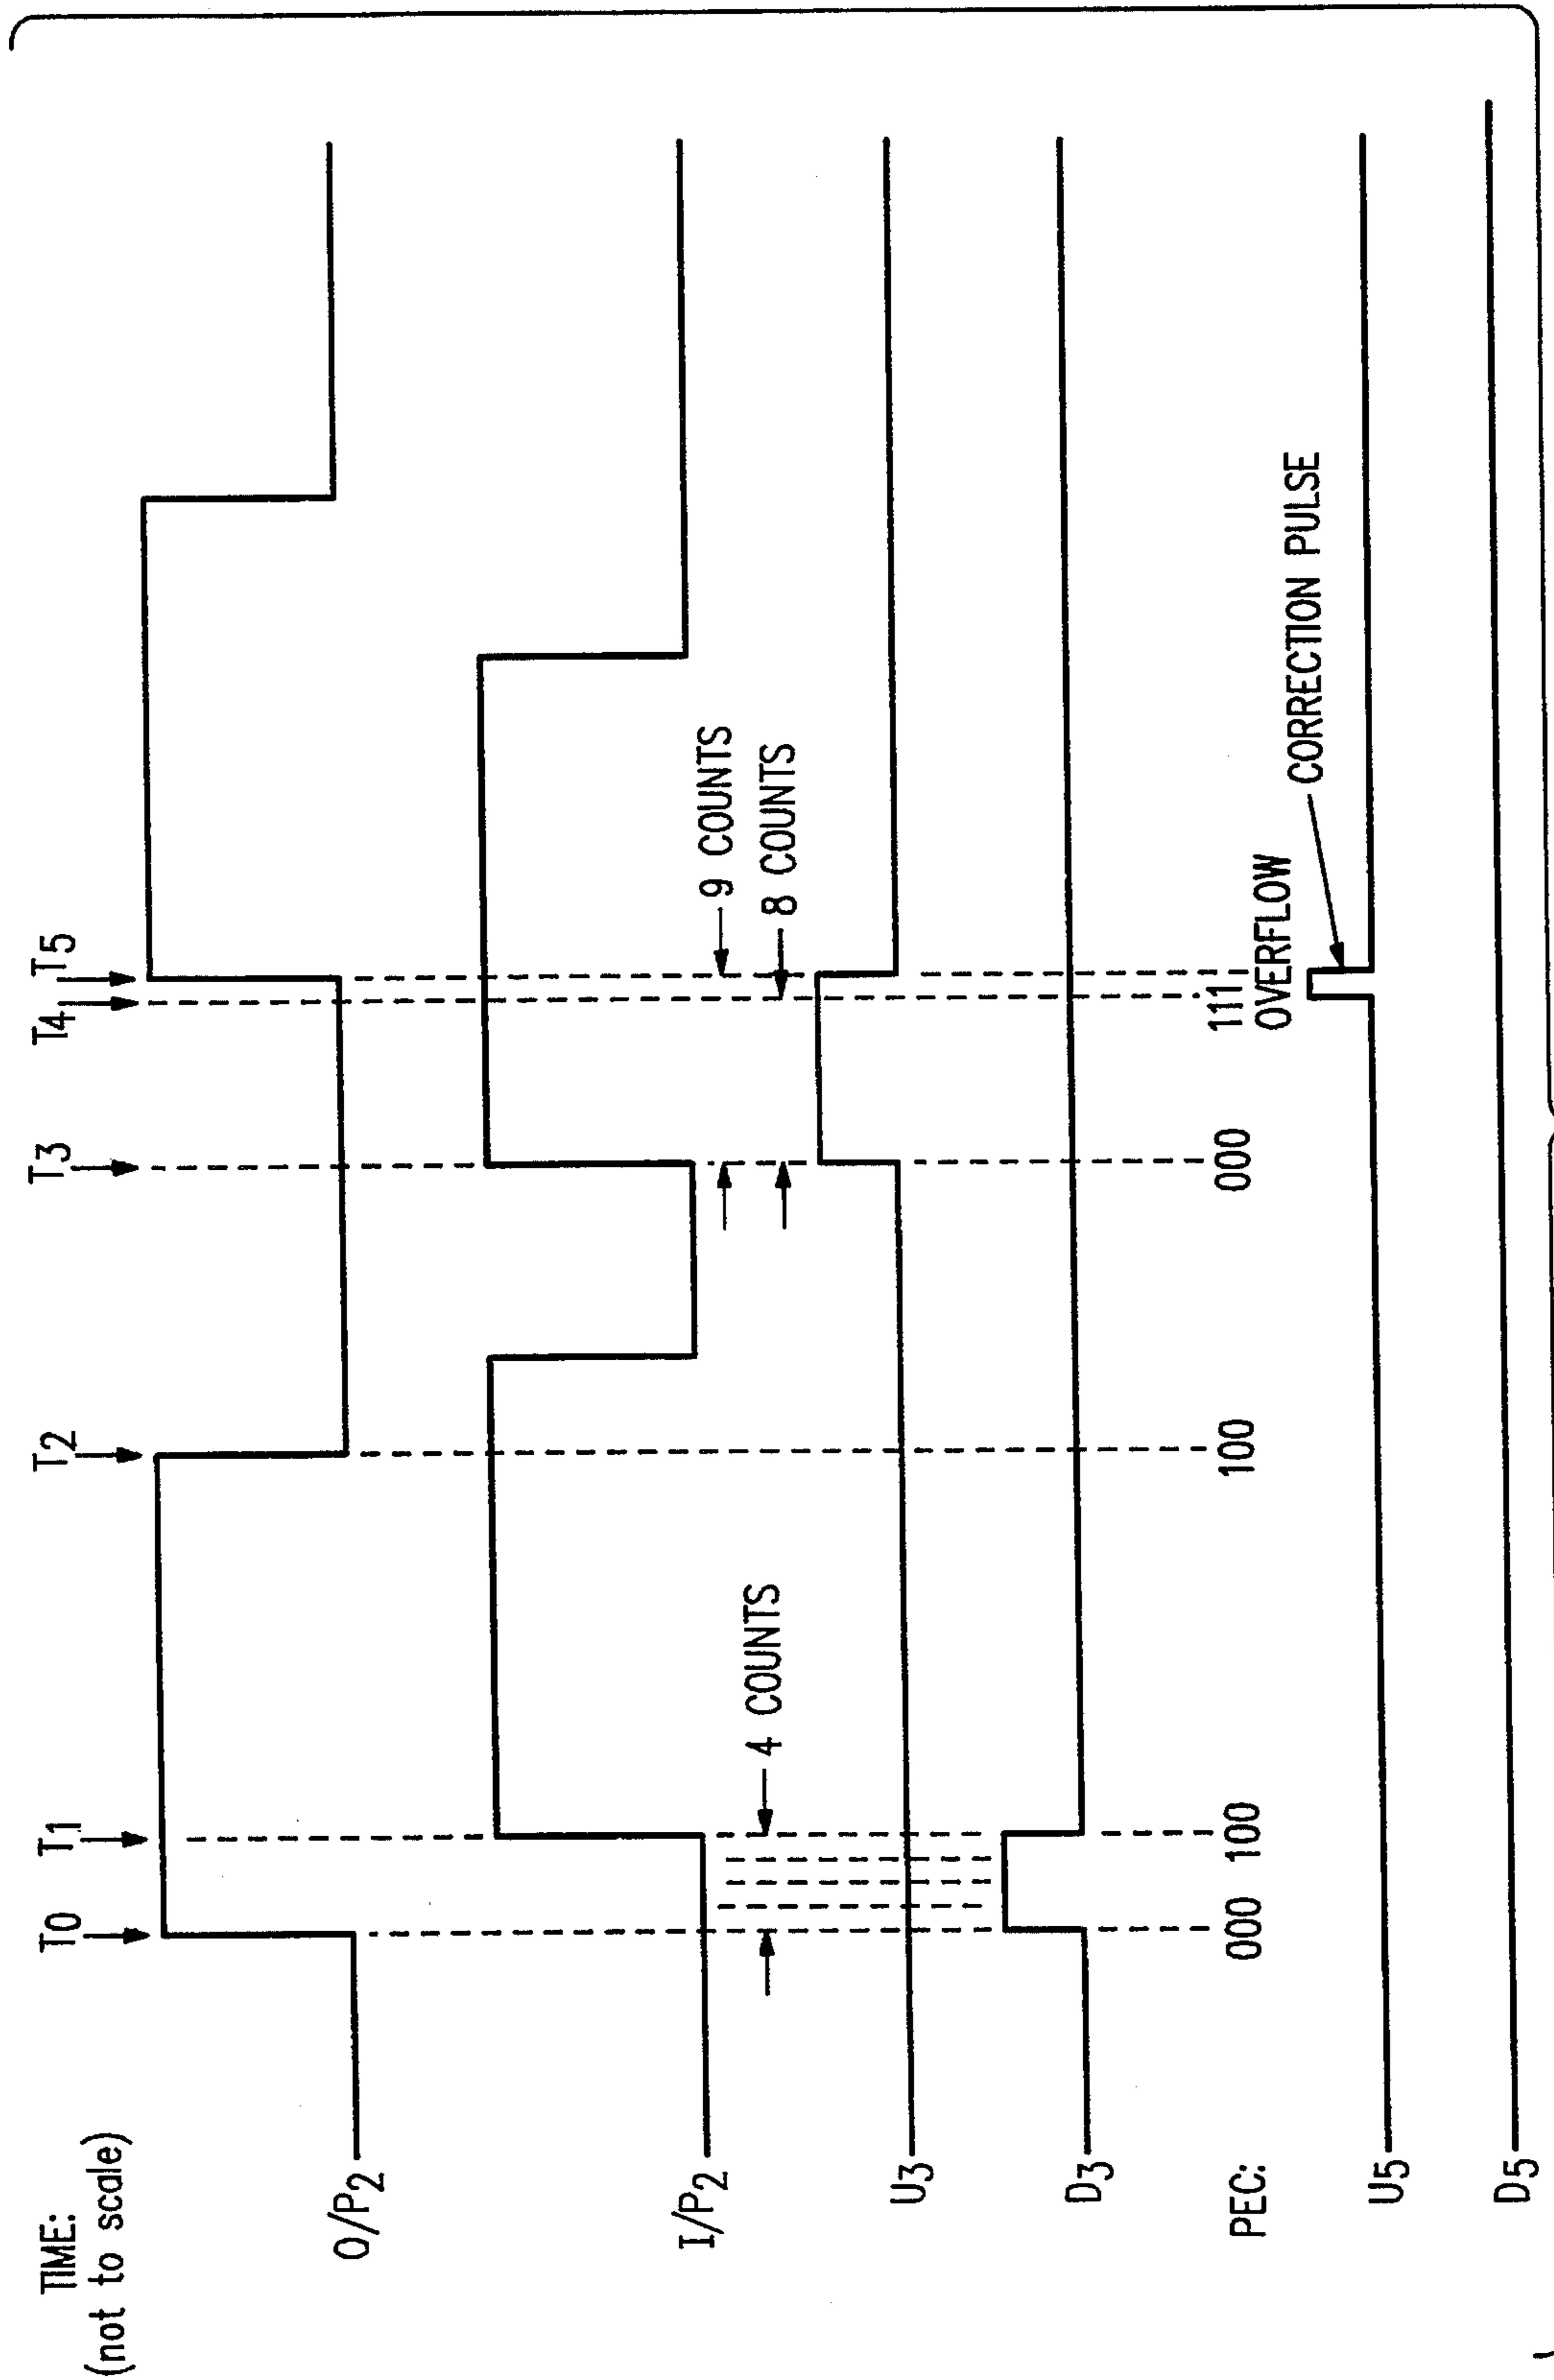 TIME:
(not to scale)
T0 T1 T2 T3 T4 T5
O/P2
I/P2
4 COUNTS
9 COUNTS
8 COUNTS
U3
D3
PEC: 000 100 100 000 111
OVERFLOW
CORRECTION PULSE
U5
D5